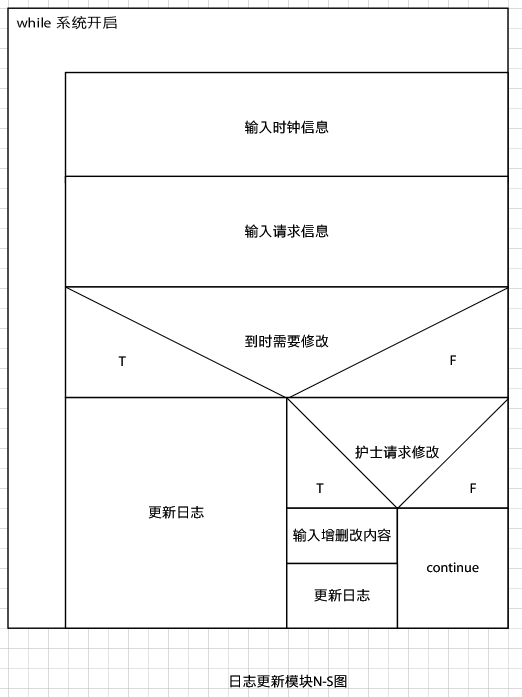 while 系统开启
输入时钟信息
输入请求信息
到时需要修改
T
F
护士请求修改
T
F
更新日志
输入增删改内容
continue
更新日志
日志更新模块N-S图